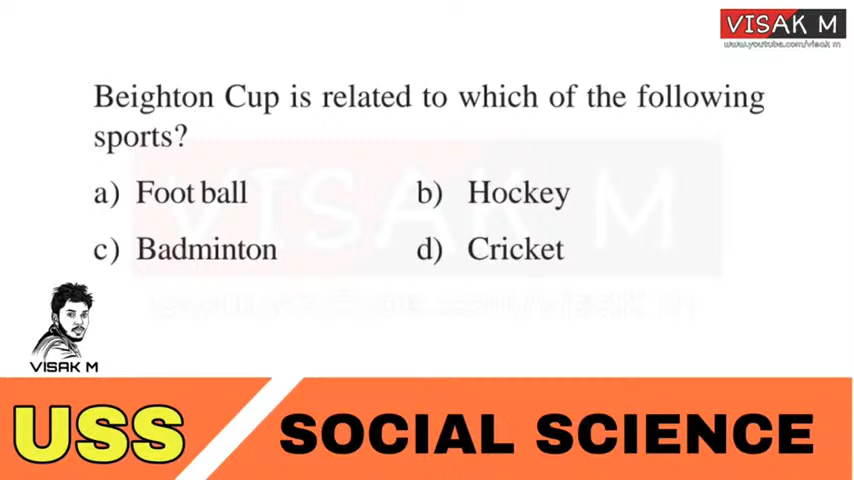 VISAK M
www.youtube.com/visak m
Beighton Cup is related to which of the following
sports?
a) Foot ball b) Hockey
c) Badminton d) Cricket
VISAK M
VISAK M
USS SOCIAL SCIENCE